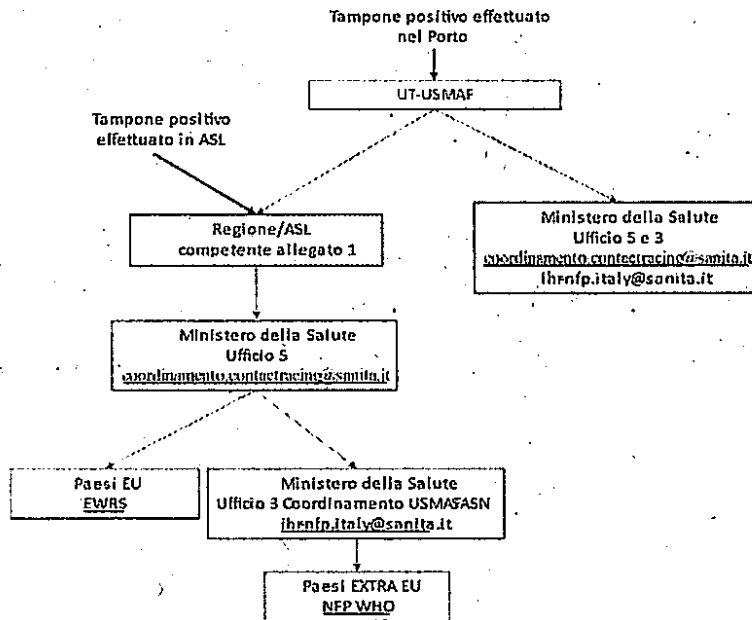 Tampone positivo effettuato
nel Porto
UT-USMAF
Tampone positivo
effettuato in ASL
Regione/ASL
competente allegato 1
Ministero della Salute
Ufficio 5 e 3
coordinamento.contactracing@sanita.it
ihrnfp.italy@sanita.it
Ministero della Salute
Ufficio 5
coordinamento.contactracing@sanita.it
Paesi EU
EWRS
Ministero della Salute
Ufficio 3 Coordinamento USMAFASN
ihrnfp.italy@sanita.it
Paesi EXTRA EU
NFP WHO